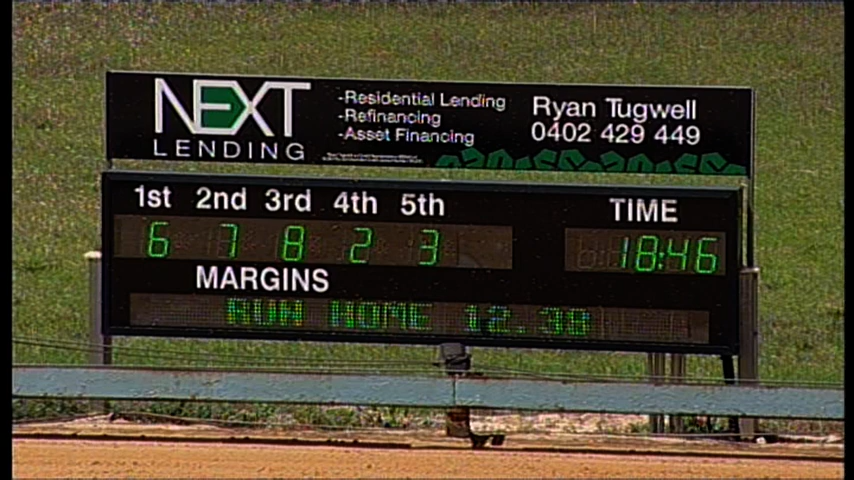 NEXT
LENDING
-Residential Lending
-Refinancing
-Asset Financing
Ryan Tugwell
0402 429 449
1st 2nd 3rd 4th 5th
6 7 8 2 3
TIME
18:46
MARGINS
RUN HOME 12.38